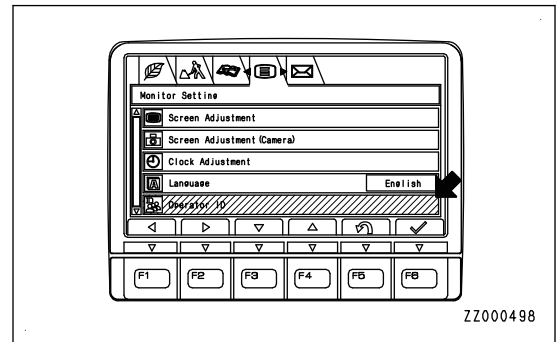 Monitor Setting
Screen Adjustment
Screen Adjustment(Camera)
Clock Adjustment
Language English
Operator ID
F1 F2 F3 F4 F5 F6
ZZ000498